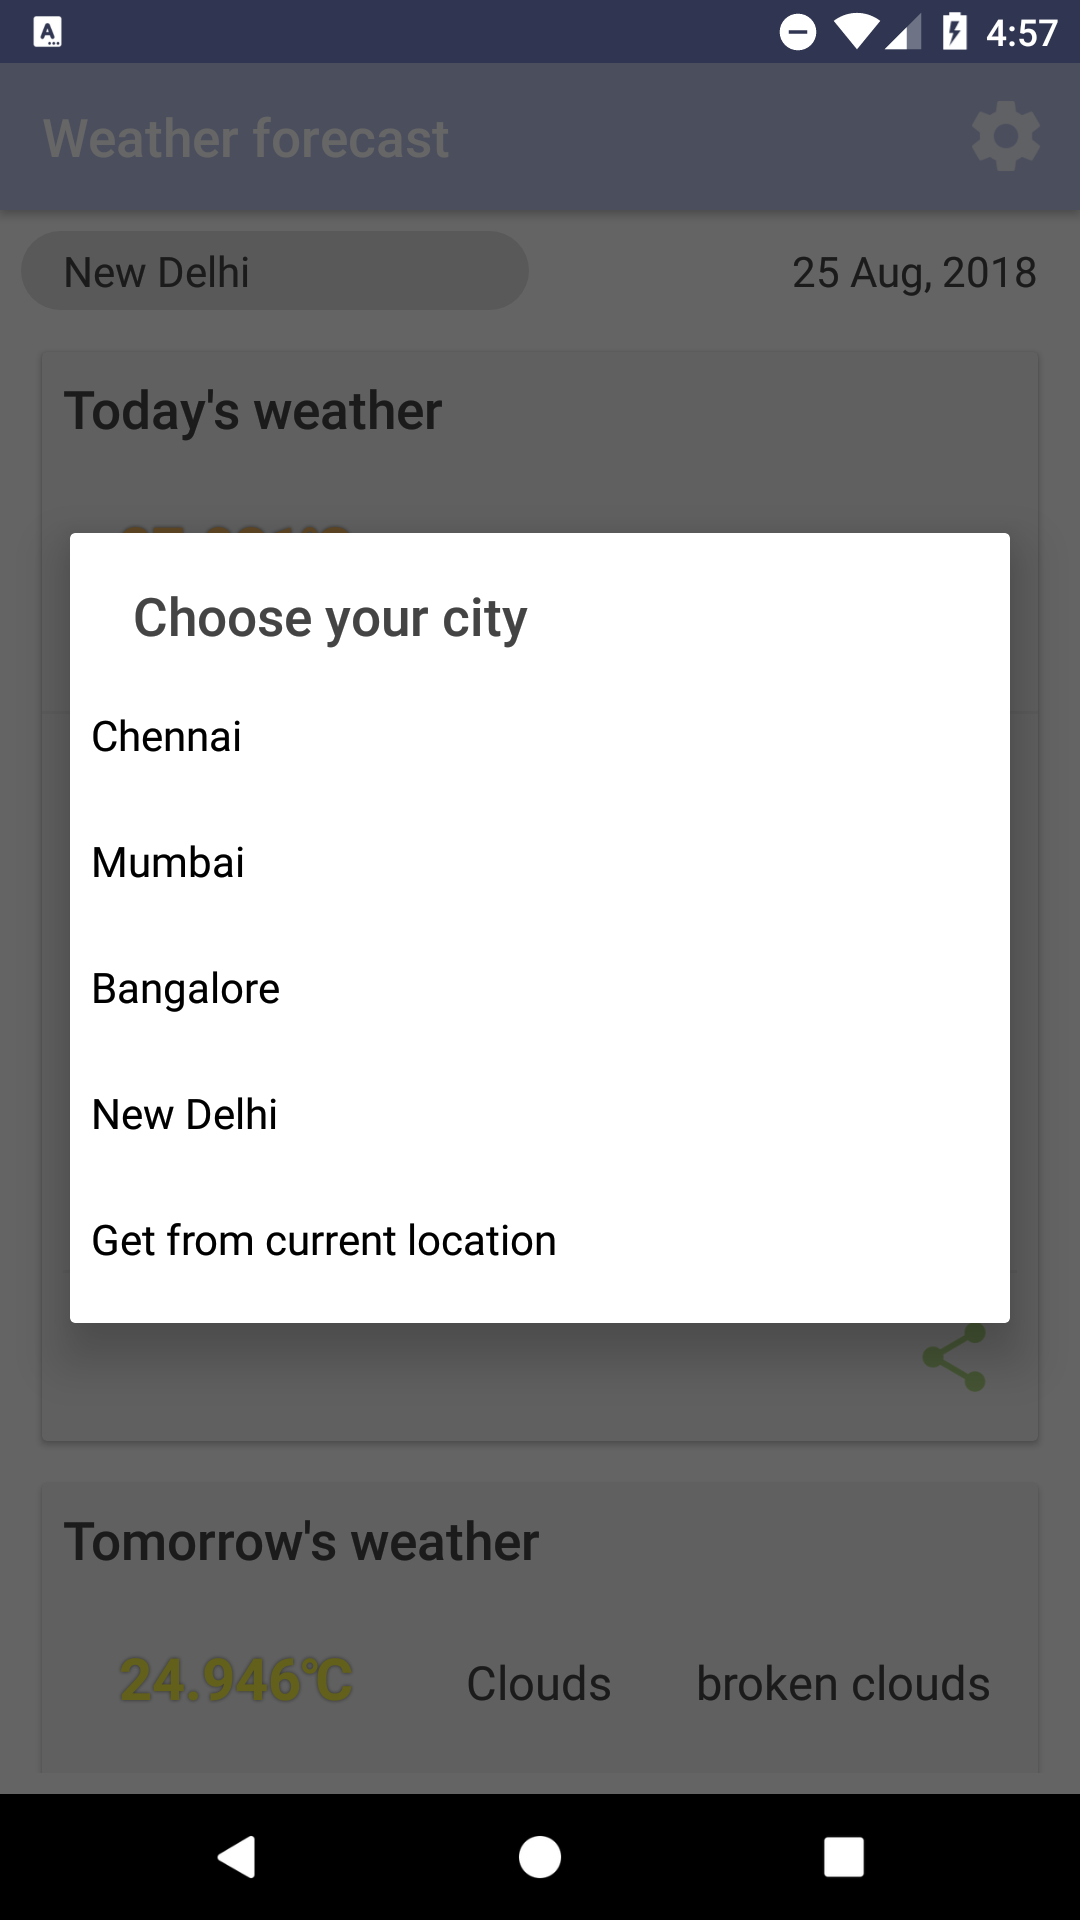 4:57
Weather forecast
New Delhi
25 Aug, 2018
Today's weather
Choose your city
Chennai
Mumbai
Bangalore
New Delhi
Get from current location
Tomorrow's weather
24.946°C Clouds broken clouds